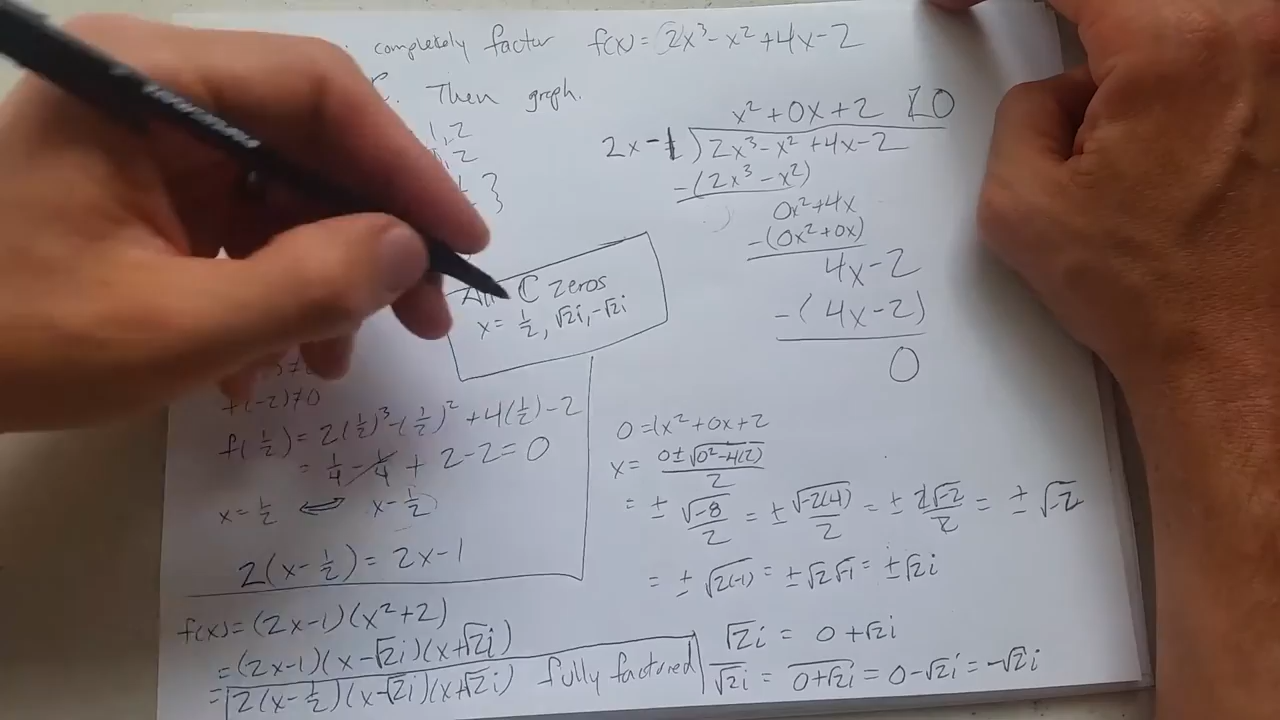 completely factor f(x) = 2x³ - x² + 4x - 2
Then graph.
1, 2
2
}
x² + 0x + 2 R0
2x - 1 ) 2x³ - x² + 4x - 2
-(2x³ - x²)
0x² + 4x
-(0x² + 0x)
4x - 2
-(4x - 2)
0
ℂ zeros
x = 1/2, √2i, -√2i
f(-2) ≠ 0
f(1/2) = 2(1/2)³ - (1/2)² + 4(1/2) - 2
= 1/4 - 1/4 + 2 - 2 = 0
x = 1/2 ⟺ x - 1/2
2(x - 1/2) = 2x - 1
f(x) = (2x - 1)(x² + 2)
= (2x - 1)(x - √2i)(x + √2i)
= 2(x - 1/2)(x - √2i)(x + √2i) fully factored
0 = 1x² + 0x + 2
x = (0 ± √(0² - 4(2)))/2
= ± √-8/2 = ± √(-2(4))/2 = ± 2√-2/2 = ± √-2
= ± √(2(-1)) = ± √2 √-1 = ± √2i
√2i = 0 + √2i
√2i = 0 + √2i = 0 - √2i = -√2i